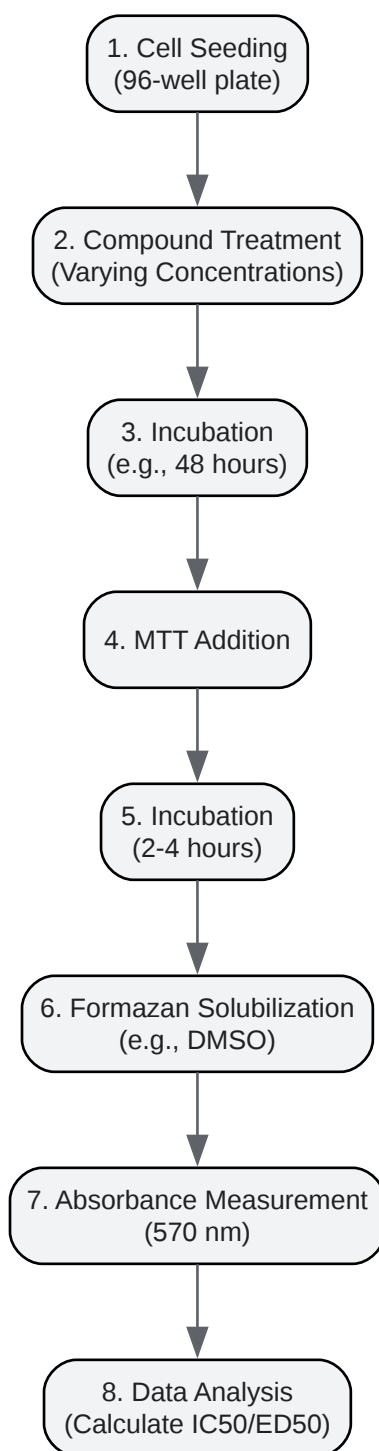 1. Cell Seeding
(96-well plate)
2. Compound Treatment
(Varying Concentrations)
3. Incubation
(e.g., 48 hours)
4. MTT Addition
5. Incubation
(2-4 hours)
6. Formazan Solubilization
(e.g., DMSO)
7. Absorbance Measurement
(570 nm)
8. Data Analysis
(Calculate IC50/ED50)